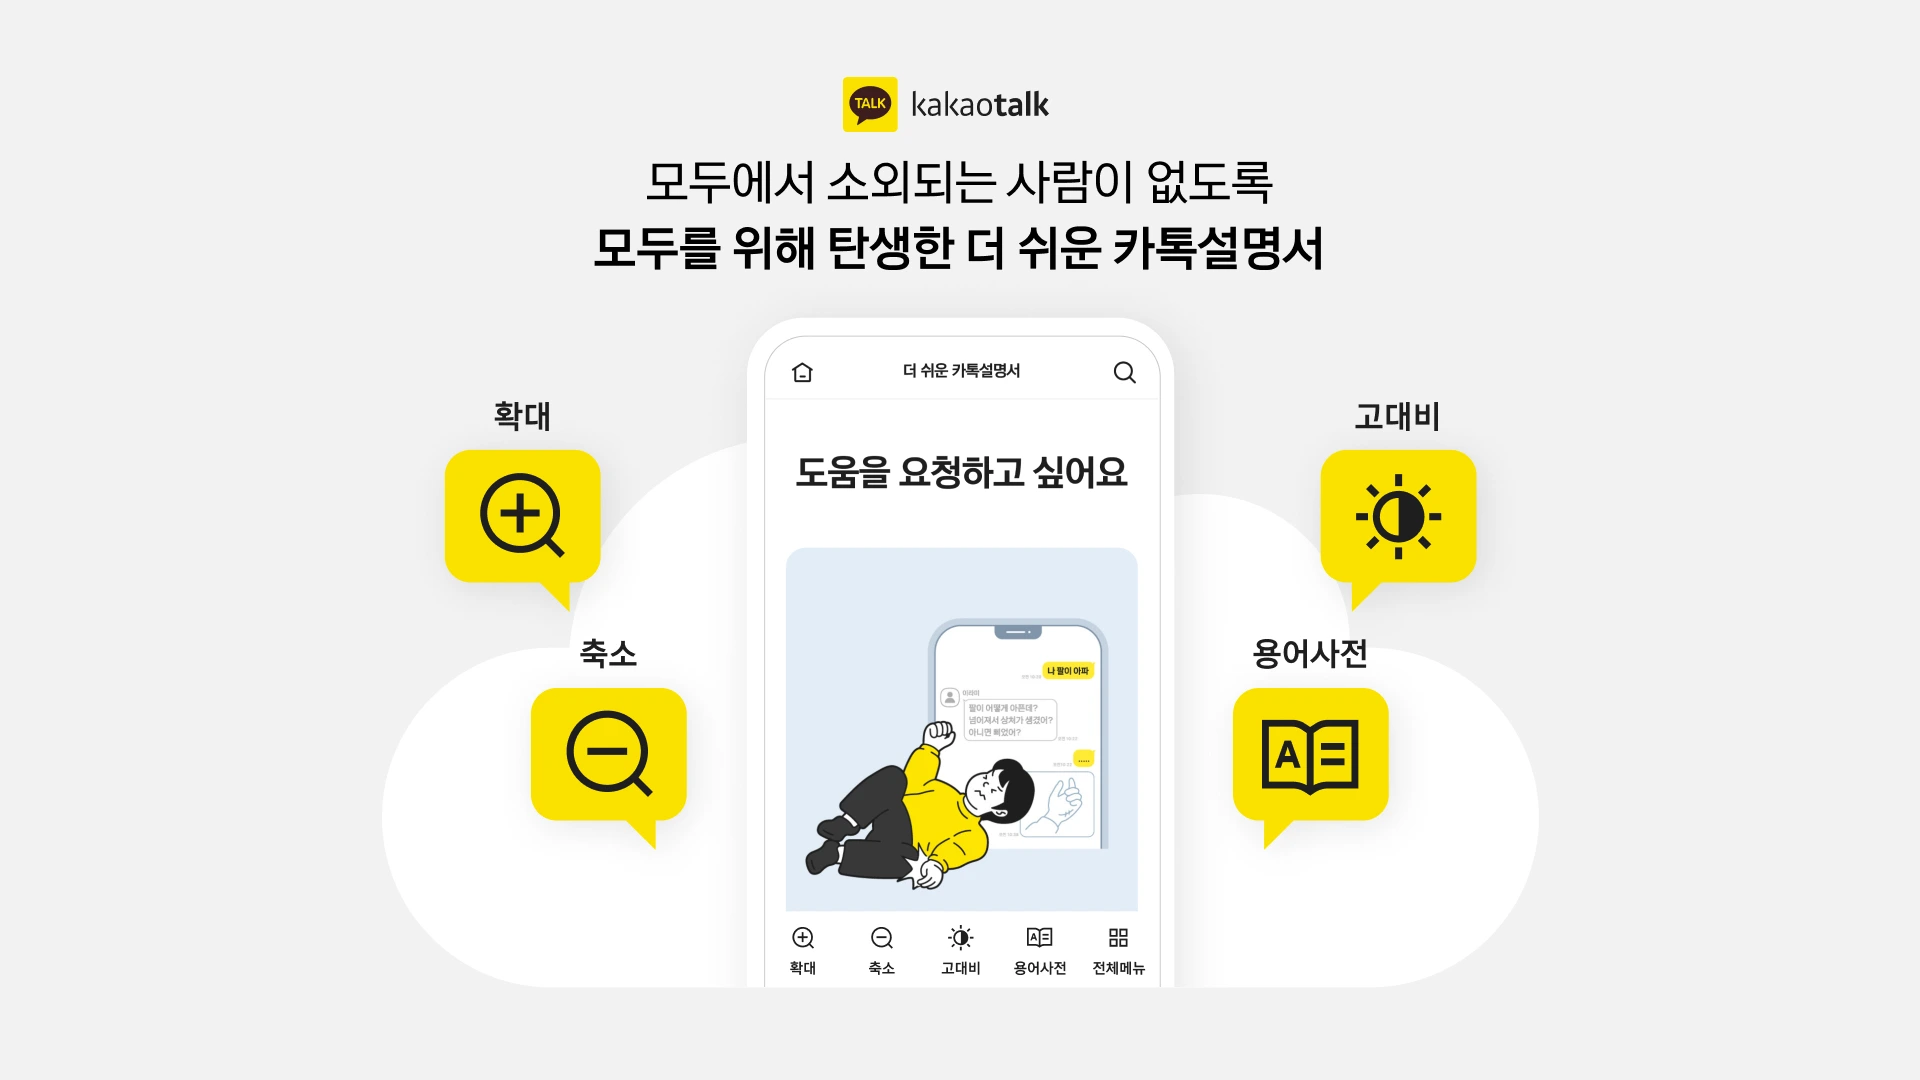 TALK kakaotalk
모두에서 소외되는 사람이 없도록
모두를 위해 탄생한 더 쉬운 카톡설명서
더 쉬운 카톡설명서
확대
고대비
도움을 요청하고 싶어요
축소
용어사전
나 팔이 아파
미라미
팔이 어떻게 아픈데?
넘어져서 상처가 생겼어?
아니면 삐었어?
.....
A
A
확대
축소
고대비
용어사전
전체메뉴